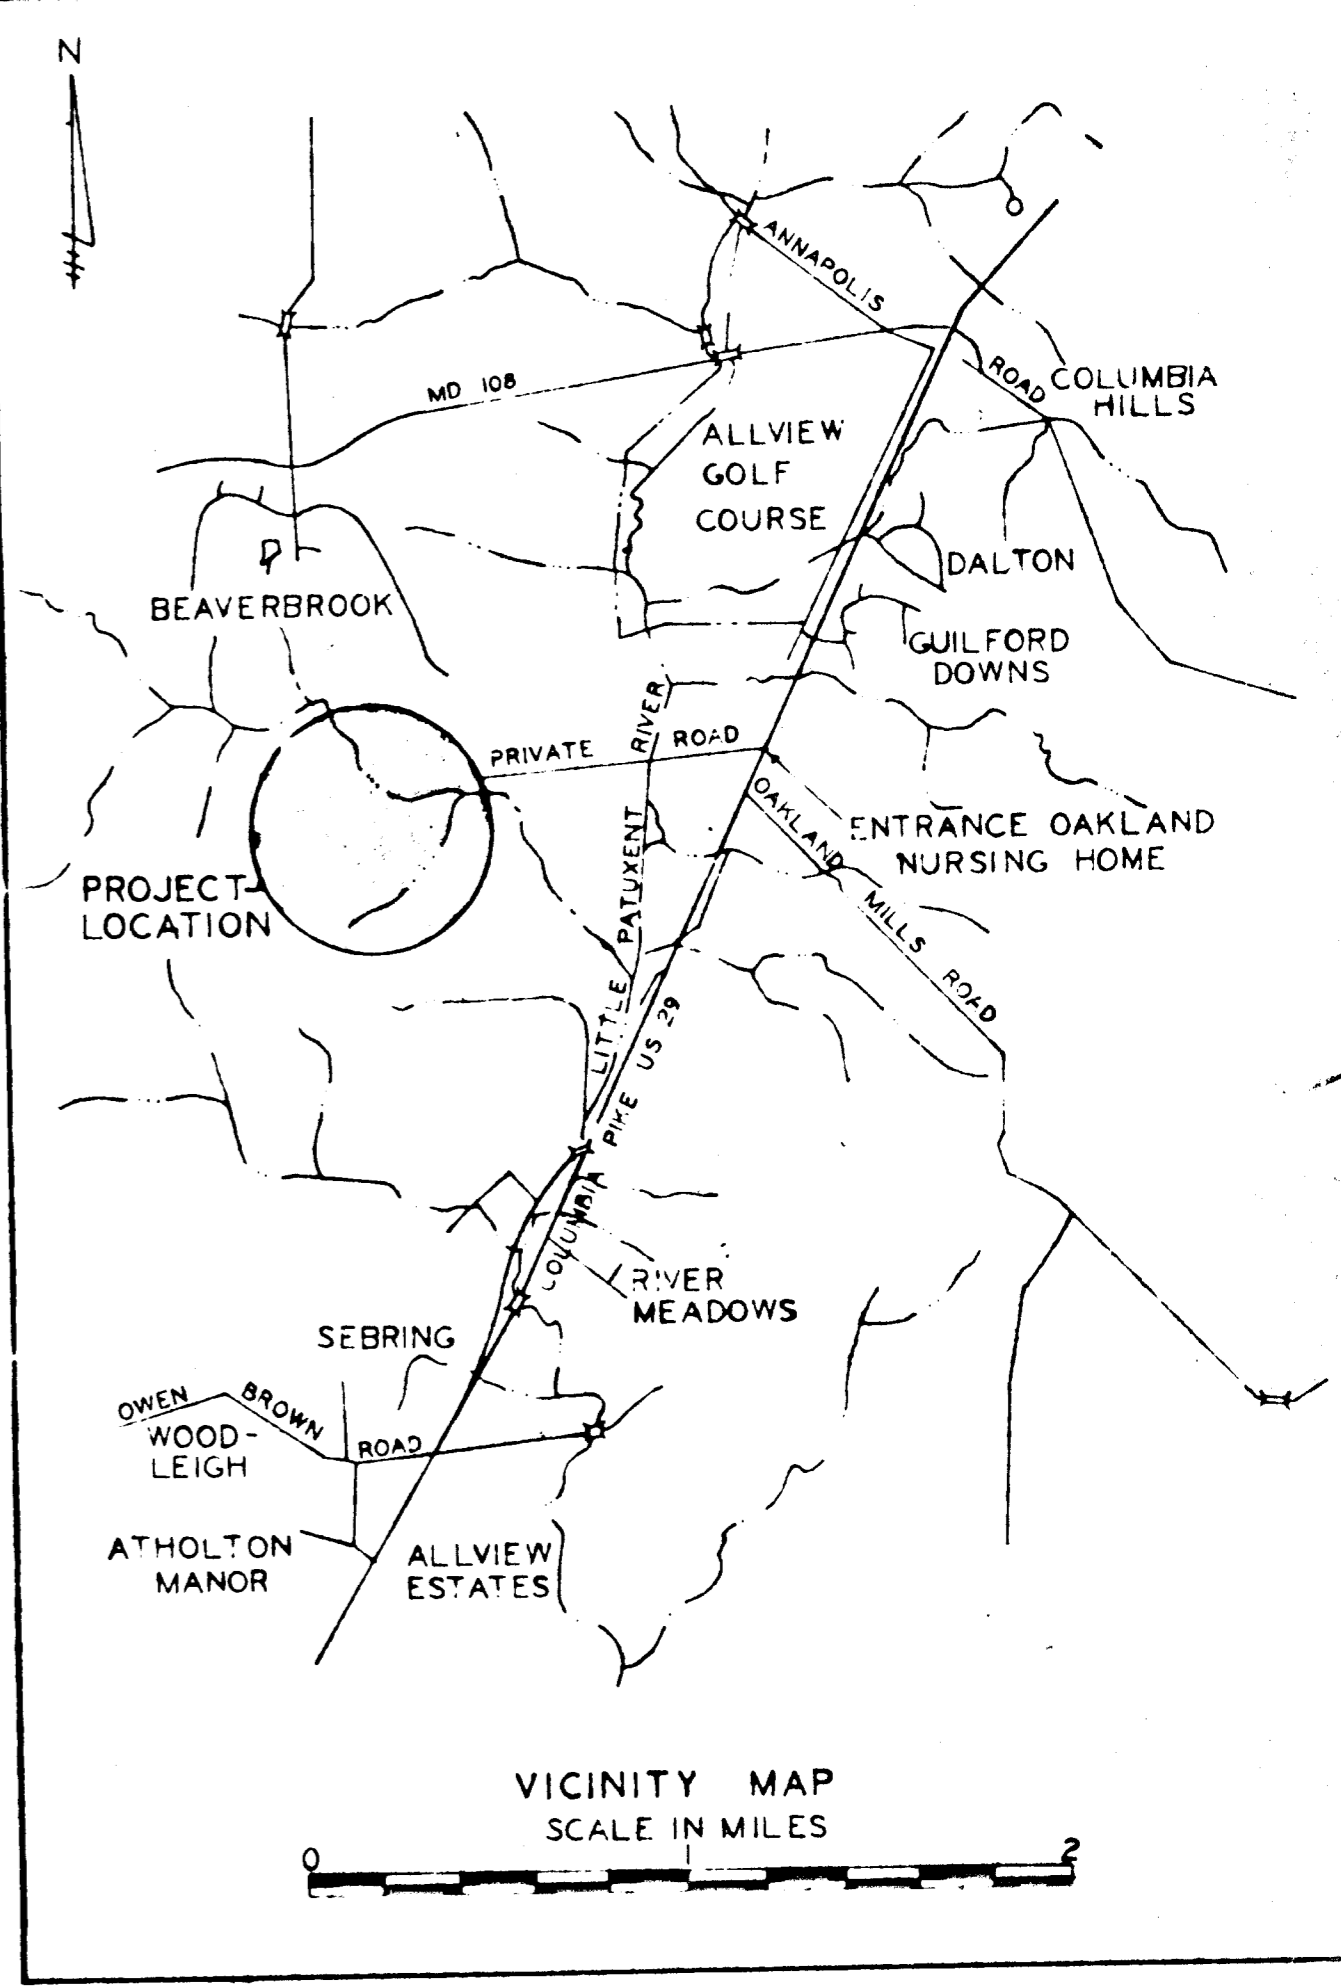 N
ANNAPOLIS
ROAD
COLUMBIA
HILLS
MD 108
ALLVIEW
GOLF
COURSE
DALTON
BEAVERBROOK
GUILFORD
DOWNS
PRIVATE ROAD
LITTLE PATUXENT RIVER
OAKLAND MILLS ROAD
ENTRANCE OAKLAND
NURSING HOME
PROJECT
LOCATION
COLUMBIA PIKE US 29
RIVER
MEADOWS
SEBRING
OWEN BROWN ROAD
WOOD-
LEIGH
ATHOLTON
MANOR
ALLVIEW
ESTATES
VICINITY MAP
SCALE IN MILES
0 1 2